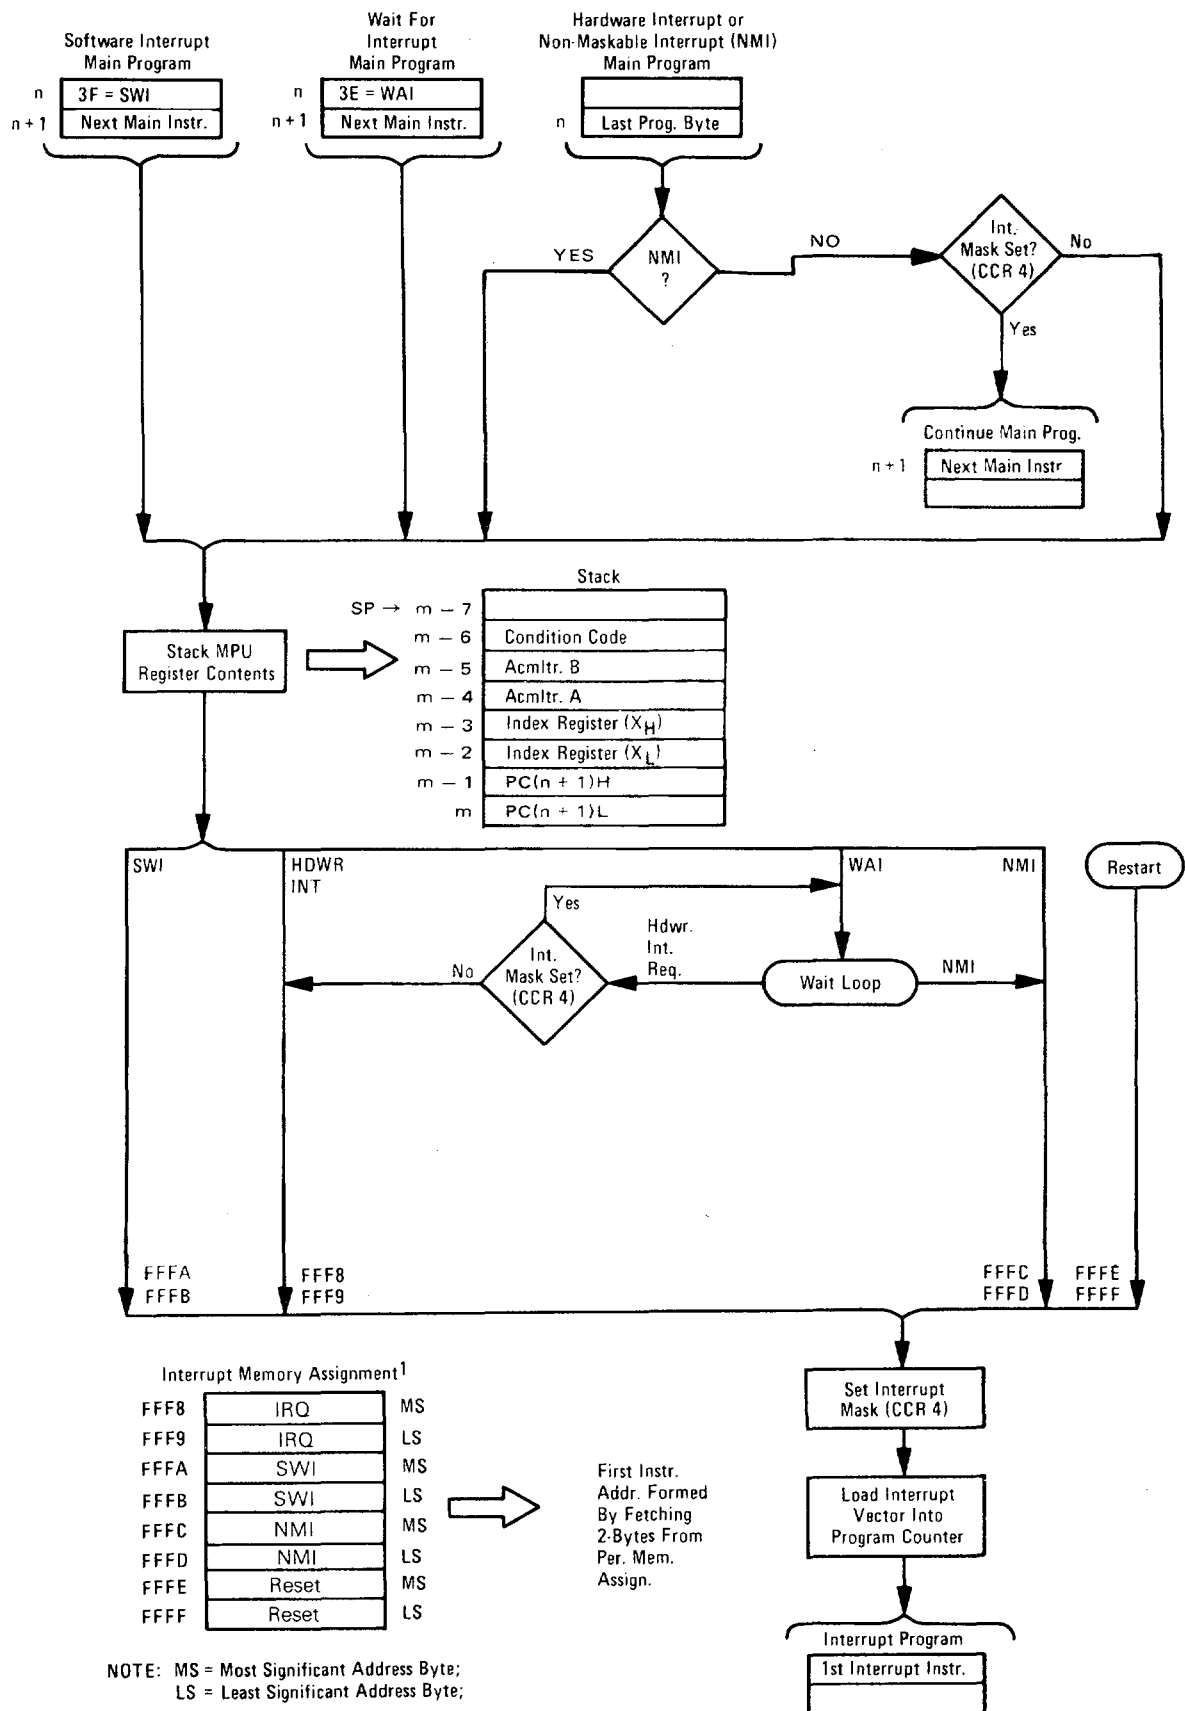 Software Interrupt
Main Program
n
3F = SWI
n + 1
Next Main Instr.
Wait For
Interrupt
Main Program
n
3E = WAI
n + 1
Next Main Instr.
Hardware Interrupt or
Non-Maskable Interrupt (NMI)
Main Program
n
Last Prog. Byte
YES
NMI
?
NO
Int.
Mask Set?
(CCR 4)
No
Yes
Continue Main Prog.
n + 1
Next Main Instr
Stack MPU
Register Contents
Stack
SP → m – 7
m – 6 Condition Code
m – 5 Acmltr. B
m – 4 Acmltr. A
m – 3 Index Register (XH)
m – 2 Index Register (XL)
m – 1 PC(n + 1)H
m PC(n + 1)L
SWI
HDWR
INT
WAI
NMI
Restart
Yes
Hdwr.
Int.
Req.
Int.
Mask Set?
(CCR 4)
No
Wait Loop
NMI
FFFA
FFFB
FFF8
FFF9
FFFC
FFFD
FFFE
FFFF
Interrupt Memory Assignment1
FFF8 IRQ MS
FFF9 IRQ LS
FFFA SWI MS
FFFB SWI LS
FFFC NMI MS
FFFD NMI LS
FFFE Reset MS
FFFF Reset LS
First Instr.
Addr. Formed
By Fetching
2-Bytes From
Per. Mem.
Assign.
Set Interrupt
Mask (CCR 4)
Load Interrupt
Vector Into
Program Counter
Interrupt Program
1st Interrupt Instr.
NOTE: MS = Most Significant Address Byte;
LS = Least Significant Address Byte;